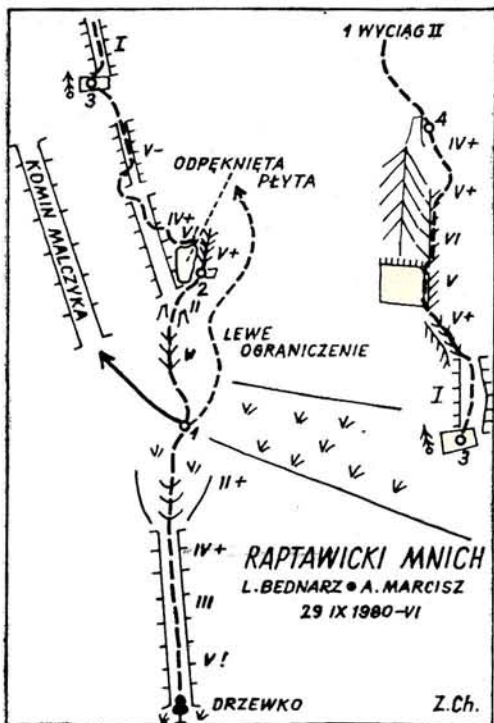 I
1 WYCIĄG II
3
4
IV+
KOMIN MALCZYKA
V-
ODPĘKNIĘTA
PŁYTA
V+
IV+
VI
VI
V+
V
2
II
V+
LEWE
OGRANICZENIE
I
1
3
II+
IV+
RAPTAWICKI MNICH
L. BEDNARZ • A. MARCISZ
III
29 IX 1980-VI
V!
DRZEWKO
Z.Ch.